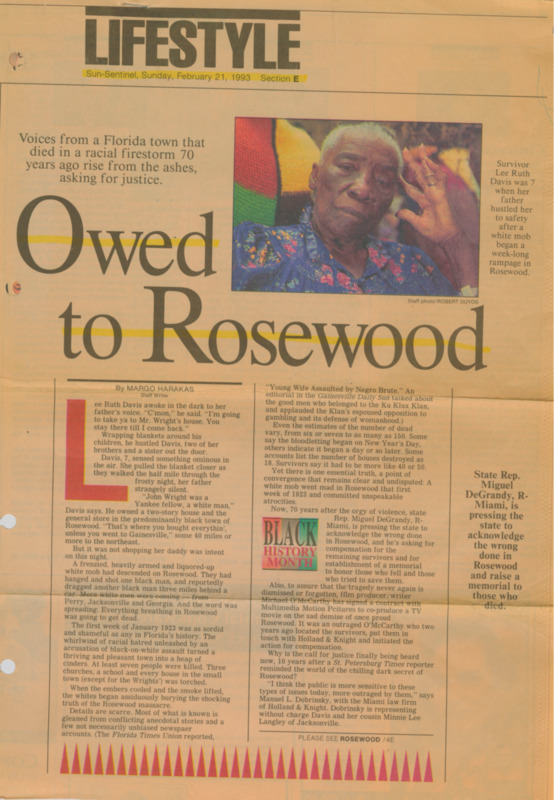 LIFESTYLE
Sun-Sentinel, Sunday, February 21, 1993 Section E
Voices from a Florida town that
died in a racial firestorm 70
years ago rise from the ashes,
asking for justice.
Survivor
Lee Ruth
Davis was 7
when her
father
hustled her
to safety
after a
white mob
began a
week-long
rampage in
Rosewood.
Staff photo/ROBERT
Owed
to Rosewood
By MARGO HARAKAS
Staff Writer
Lee Ruth Davis awoke in the dark to her
father's voice. "C'mon," he said. "I'm going
to take ya to Mr. Wright's house. You
stay there till I come back."
Wrapping blankets around his
children, he hustled Davis, two of her
brothers and a sister out the door.
Davis, 7, sensed something ominous in
the air. She pulled the blanket closer as
they walked the half mile through the
frosty night, her father
strangely silent.
"John Wright was a
Yankee fellow, a white man,"
Davis says. He owned a two-story house and the
general store in the predominantly black town of
Rosewood. "That's where you bought everythin',
unless you went to Gainesville," some 40 miles or
more to the northeast.
But it was not shopping her daddy was intent
on this night.
A frenzied, heavily armed and liquored-up
white mob had descended on Rosewood. They had
hanged and shot one black man, and reportedly
dragged another black man three miles behind a
car. More white men were coming — from
Perry, Jacksonville and Georgia. And the word was
spreading: Everything breathing in Rosewood
was going to get dead.
The first week of January 1923 was as sordid
and shameful as any in Florida's history. The
whirlwind of racial hatred unleashed by an
accusation of black-on-white assault turned a
thriving and pleasant town into a heap of
cinders. At least seven people were killed. Three
churches, a school and every house in the small
town (except for the Wrights') was torched.
When the embers cooled and the smoke lifted,
the whites began assiduously burying the shocking
truth of the Rosewood massacre.
Details are scarce. Most of what is known is
gleaned from conflicting anecdotal stories and a
few not necessarily unbiased newspaper
accounts. (The Florida Times Union reported,
"Young Wife Assaulted by Negro Brute." An
editorial in the Gainesville Daily Sun talked about
the good men who belonged to the Ku Klux Klan,
and applauded the Klan's espoused opposition to
gambling and its defense of womanhood.)
Even the estimates of the number of dead
vary, from six or seven to as many as 150. Some
say the bloodletting began on New Year's Day,
others indicate it began a day or so later. Some
accounts list the number of houses destroyed as
18. Survivors say it had to be more like 40 or 50.
Yet there is one essential truth, a point of
convergence that remains clear and undisputed: A
white mob went mad in Rosewood that first
week of 1923 and committed unspeakable
atrocities.
Now, 70 years after the orgy of violence, state
Rep. Miguel DeGrandy, R-
Miami, is pressing the state to
acknowledge the wrong done
in Rosewood, and he's asking for
compensation for the
remaining survivors and for
establishment of a memorial
to honor those who fell and those
who tried to save them.
BLACK
HISTORY
MONTH
Also, to assure that the tragedy never again is
dismissed or forgotten, film producer/writer
Michael O'McCarthy has signed a contract with
Multimedia Motion Pictures to co-produce a TV
movie on the sad demise of once proud
Rosewood. It was an outraged O'McCarthy who two
years ago located the survivors, put them in
touch with Holland & Knight and initiated the
action for compensation.
Why is the call for justice finally being heard
now, 10 years after a St. Petersburg Times reporter
reminded the world of the chilling dark secret of
Rosewood?
"I think the public is more sensitive to these
types of issues today, more outraged by them," says
Manuel L. Dobrinsky, with the Miami law firm
of Holland & Knight. Dobrinsky is representing
without charge Davis and her cousin Minnie Lee
Langley of Jacksonville.
PLEASE SEE ROSEWOOD /4E
State Rep.
Miguel
DeGrandy, R-
Miami, is
pressing the
state to
acknowledge
the wrong
done in
Rosewood
and raise a
memorial to
those who
died.